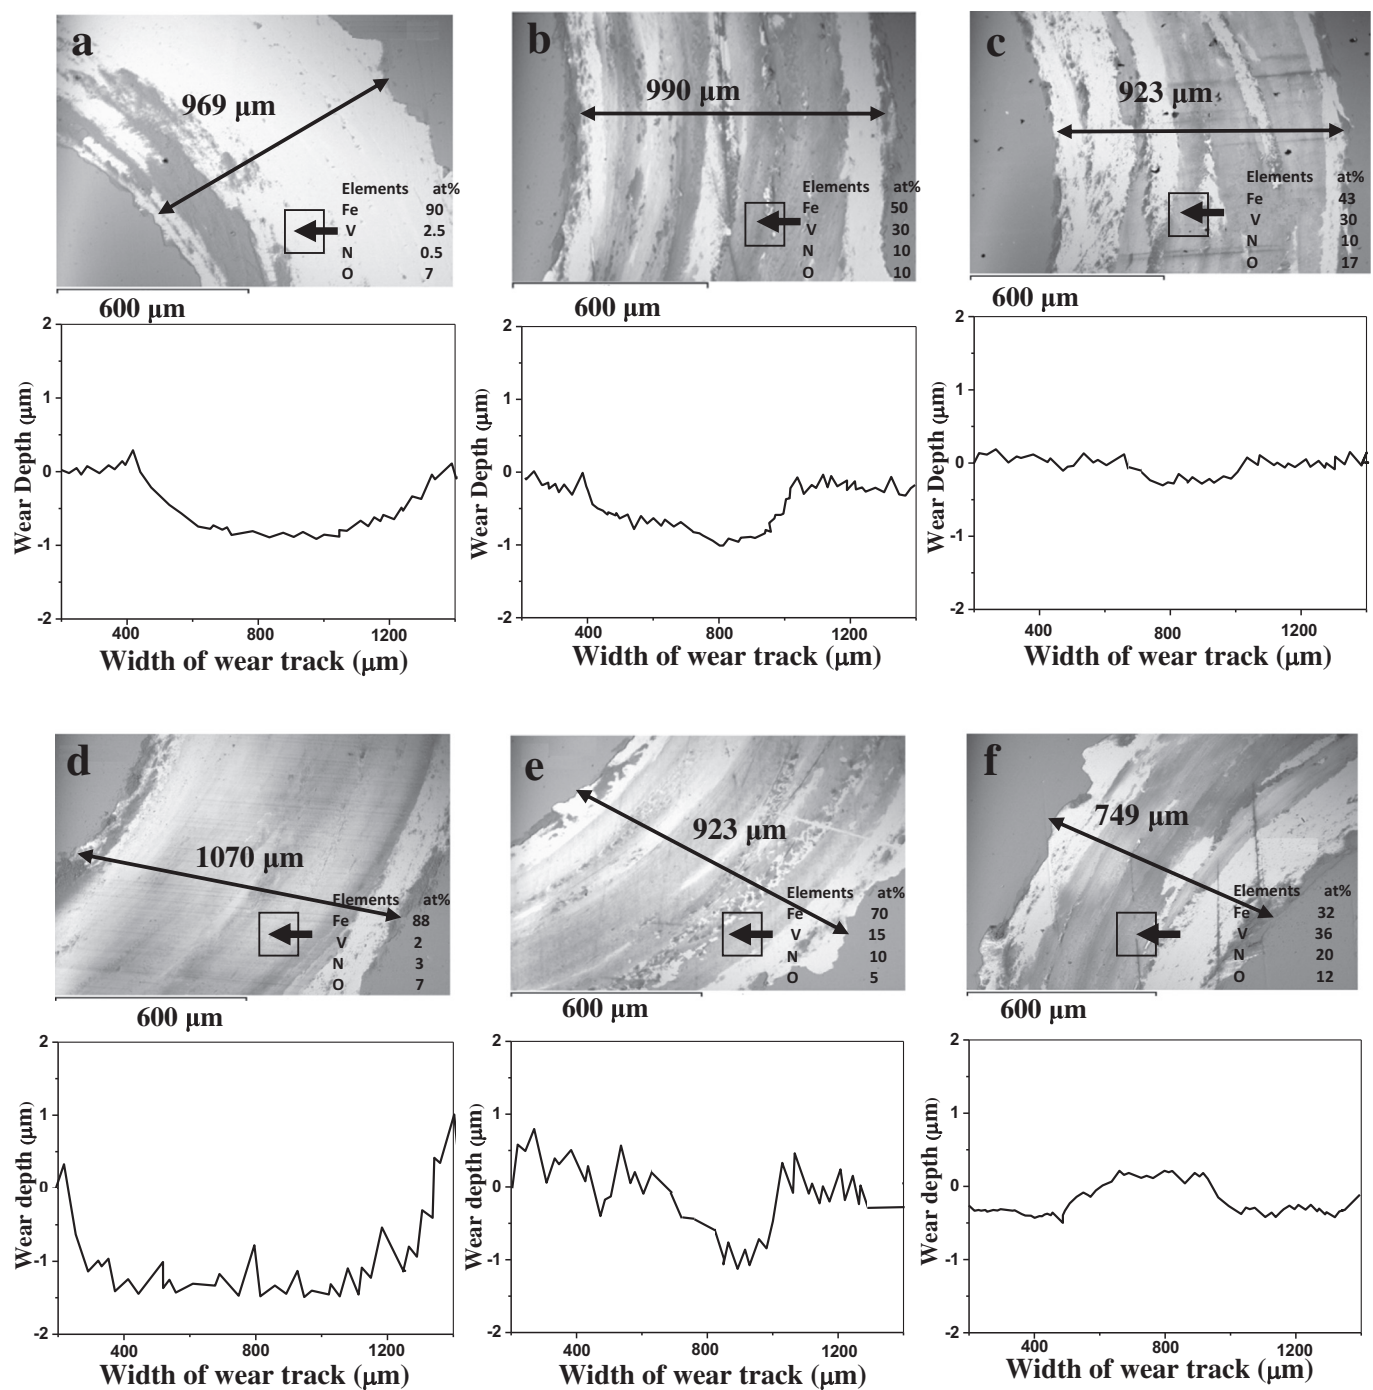 a
969 μm
Elements at%
Fe 90
V 2.5
N 0.5
O 7
600 μm
2
1
0
-1
-2
Wear Depth (μm)
400 800 1200
Width of wear track (μm)
b
990 μm
Elements at%
Fe 50
V 30
N 10
O 10
600 μm
2
1
0
-1
-2
Wear Depth (μm)
400 800 1200
Width of wear track (μm)
c
923 μm
Elements at%
Fe 43
V 30
N 10
O 17
600 μm
2
1
0
-1
-2
Wear Depth (μm)
400 800 1200
Width of wear track (μm)
d
1070 μm
Elements at%
Fe 88
V 2
N 3
O 7
600 μm
2
1
0
-1
-2
Wear depth (μm)
400 800 1200
Width of wear track (μm)
e
923 μm
Elements at%
Fe 70
V 15
N 10
O 5
600 μm
2
1
0
-1
-2
Wear depth (μm)
400 800 1200
Width of wear track (μm)
f
749 μm
Elements at%
Fe 32
V 36
N 20
O 12
600 μm
2
1
0
-1
-2
Wear depth (μm)
400 800 1200
Width of wear track (μm)